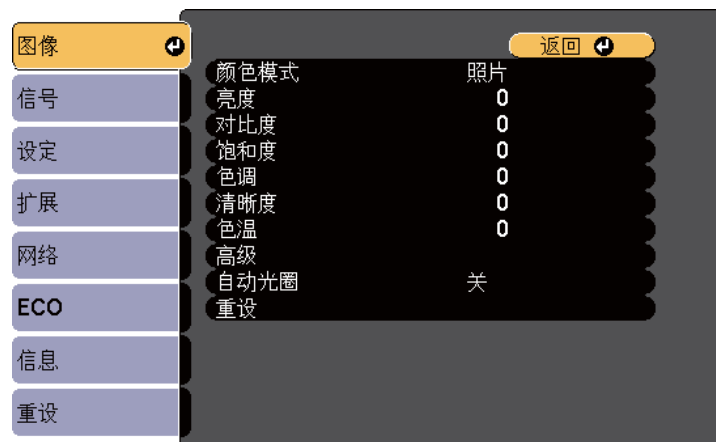 图像
信号
设定
扩展
网络
ECO
信息
重设
返回
颜色模式 照片
亮度 0
对比度 0
饱和度 0
色调 0
清晰度 0
色温 0
高级
自动光圈 关
重设